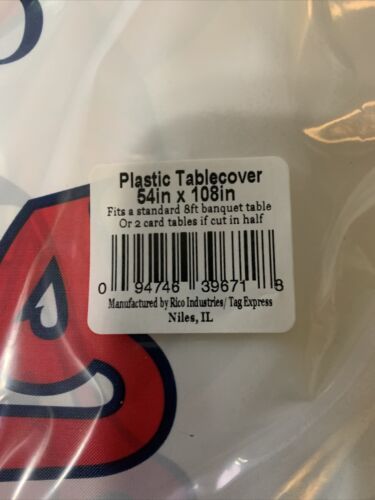 Plastic Tablecover
54in x 108in
Fits a standard 8ft banquet table
Or 2 card tables if cut in half
0 94746 39671 8
Manufactured by Rico Industries/ Tag Express
Niles, IL